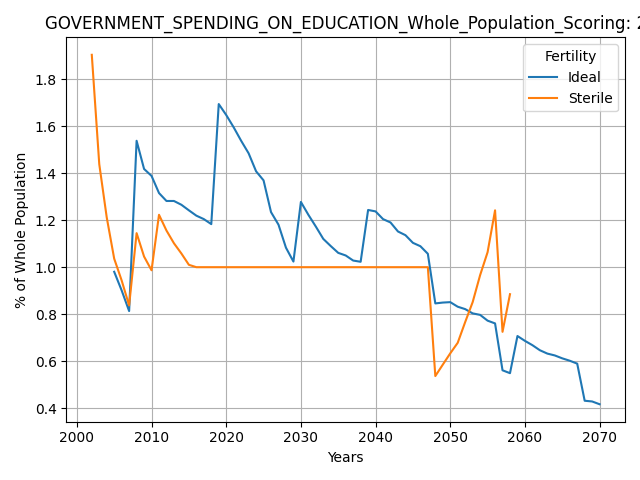 GOVERNMENT_SPENDING_ON_EDUCATION_Whole_Population_Scoring: 2
Fertility
Ideal
Sterile
% of Whole Population
1.8
1.6
1.4
1.2
1.0
0.8
0.6
0.4
2000 2010 2020 2030 2040 2050 2060 2070
Years